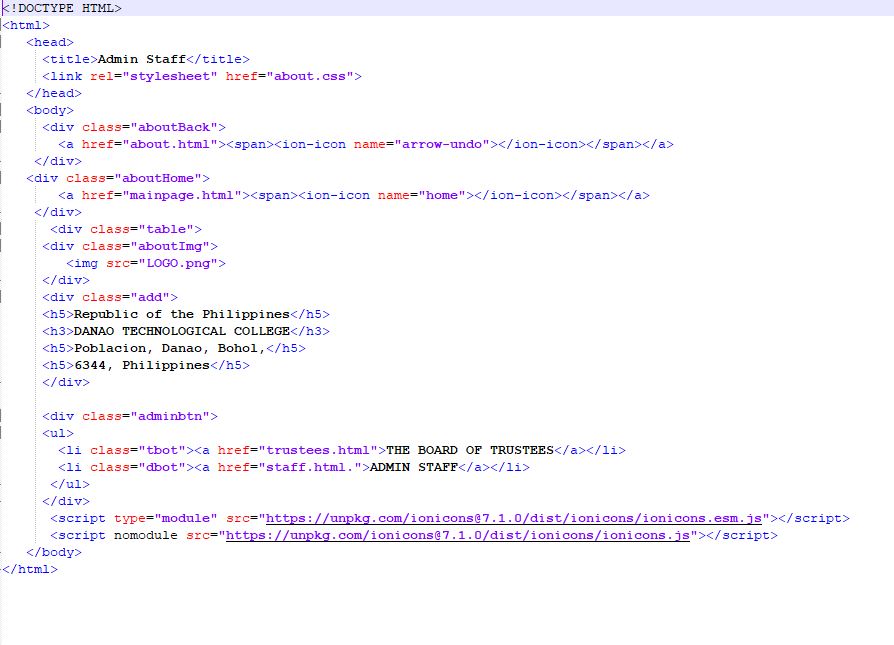 <!DOCTYPE HTML>
<html>
<head>
<title>Admin Staff</title>
<link rel="stylesheet" href="about.css">
</head>
<body>
<div class="aboutBack">
<a href="about.html"><span><ion-icon name="arrow-undo"></ion-icon></span></a>
</div>
<div class="aboutHome">
<a href="mainpage.html"><span><ion-icon name="home"></ion-icon></span></a>
</div>
<div class="table">
<div class="aboutImg">
<img src="LOGO.png">
</div>
<div class="add">
<h5>Republic of the Philippines</h5>
<h3>DANAO TECHNOLOGICAL COLLEGE</h3>
<h5>Poblacion, Danao, Bohol,</h5>
<h5>6344, Philippines</h5>
</div>
<div class="adminbtn">
<ul>
<li class="tbot"><a href="trustees.html">THE BOARD OF TRUSTEES</a></li>
<li class="dbot"><a href="staff.html.">ADMIN STAFF</a></li>
</ul>
</div>
<script type="module" src="https://unpkg.com/ionicons@7.1.0/dist/ionicons/ionicons.esm.js"></script>
<script nomodule src="https://unpkg.com/ionicons@7.1.0/dist/ionicons/ionicons.js"></script>
</body>
</html>